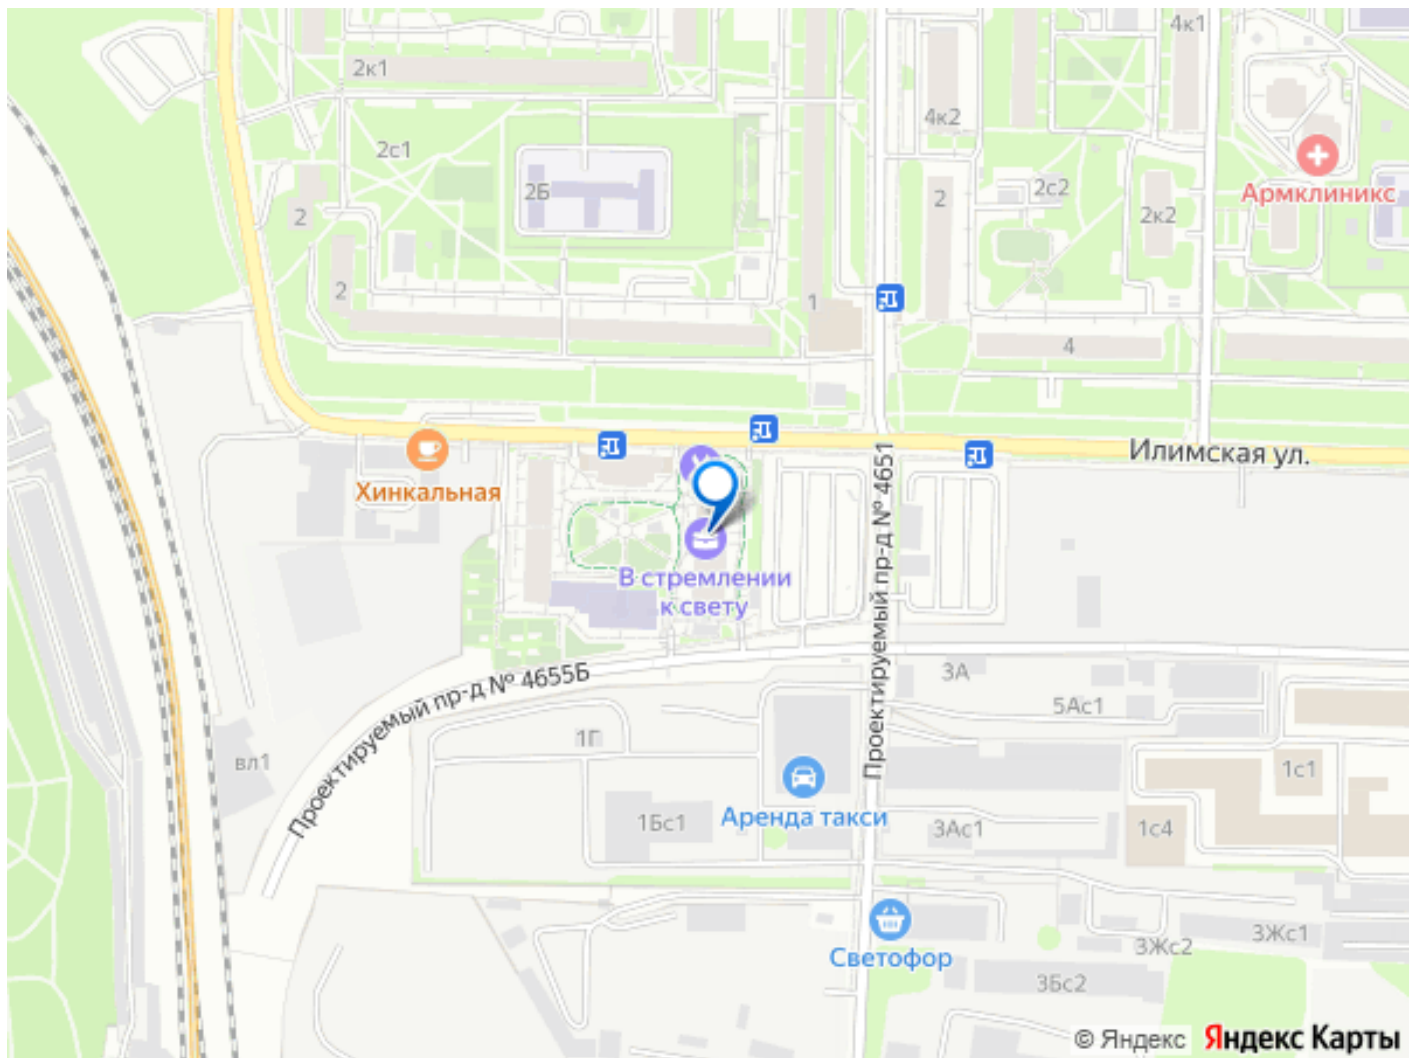 4к1
2к1
4к2
2с1
Армклиникс
2Б
2с2
2
2к2
2
2
1
4
Илимская ул.
Хинкальная
Проектируемый пр-д № 4651
В стремлении
к свету
Проектируемый пр-д № 4655Б
3А
5Ас1
1Г
вл1
1с1
Аренда такси
1Бс1
3Ас1
1с4
Светофор
3Жс1
3Жс2
3Бс2
© Яндекс Яндекс Карты